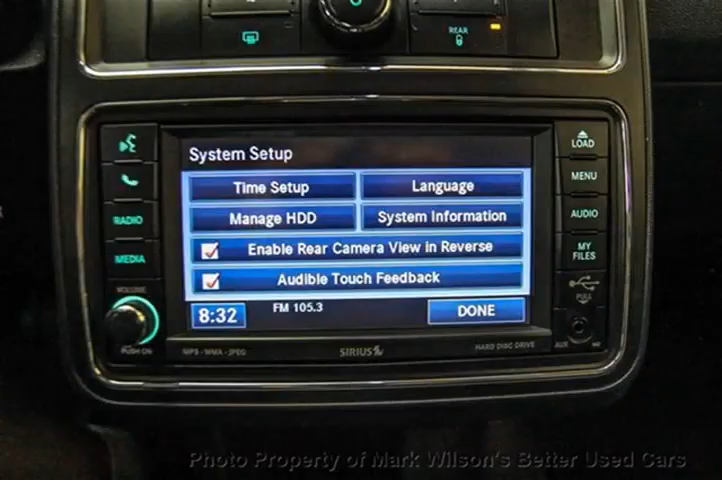 REAR
System Setup
LOAD
Time Setup
Language
MENU
RADIO
Manage HDD
System Information
AUDIO
MEDIA
Enable Rear Camera View in Reverse
MY FILES
Audible Touch Feedback
VOLUME
PULL
8:32
FM 105.3
DONE
PUSH ON
MP3 - WMA - JPEG
SIRIUS
HARD DISC DRIVE
AUX
Photo Property of Mark Wilson's Better Used Cars